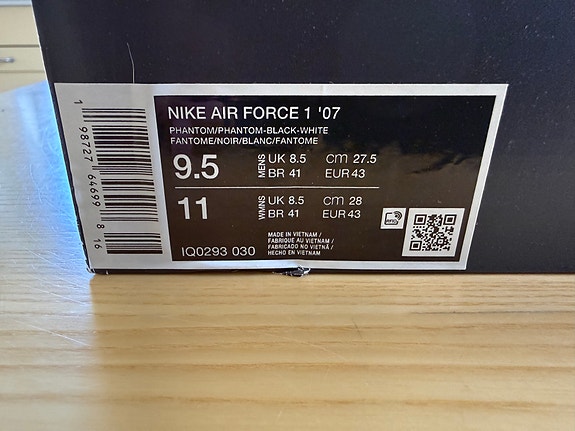 NIKE AIR FORCE 1 '07
PHANTOM/PHANTOM-BLACK-WHITE
FANTOME/NOIR/BLANC/FANTOME
9.5 MENS UK 8.5 cm 27.5
BR 41 EUR 43
11 WMNS UK 8.5 cm 28
BR 41 EUR 43
MADE IN VIETNAM /
FABRIQUE AU VIETNAM /
FABRICADO NO VIETNÃ /
HECHO EN VIETNAM
IQ0293 030
1 98727 64699 8 16